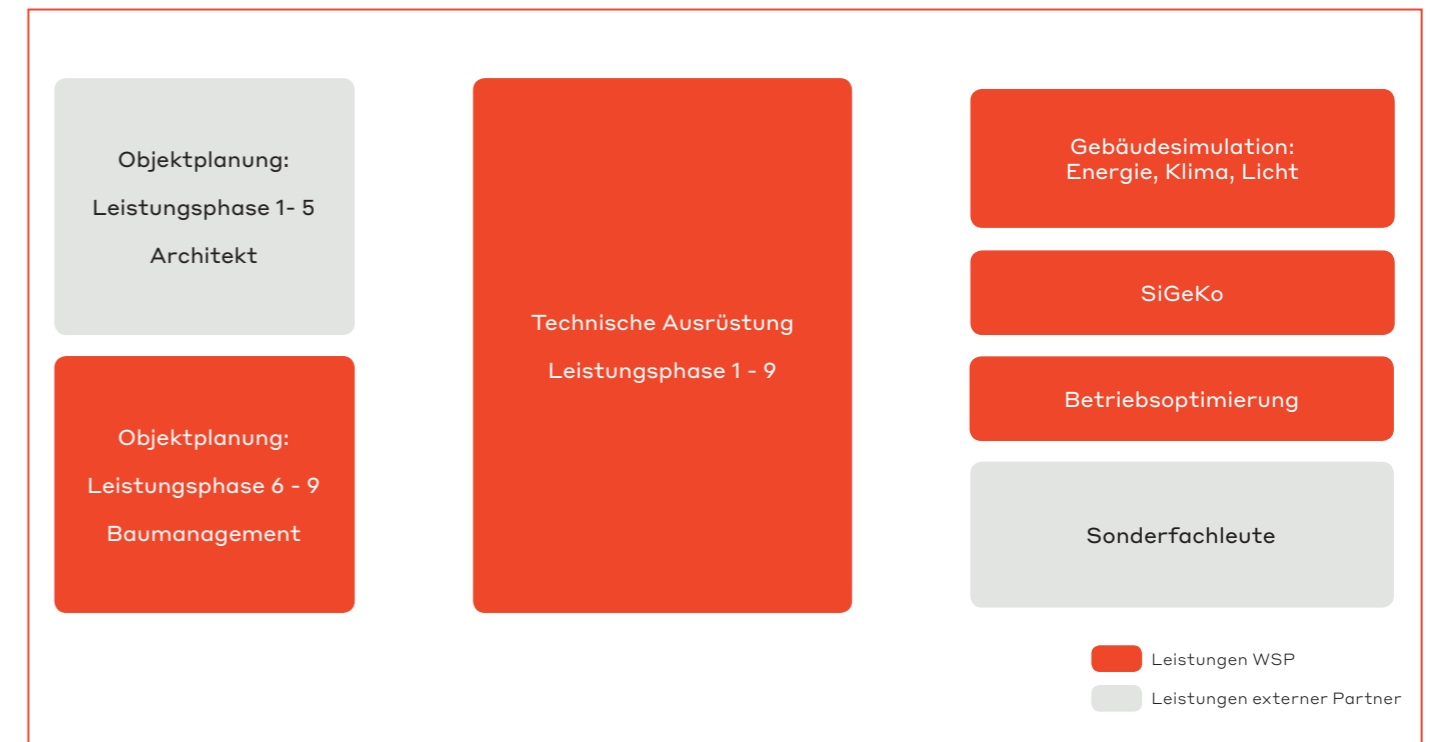 Objektplanung:
Leistungsphase 1- 5
Architekt
Objektplanung:
Leistungsphase 6 - 9
Baumanagement
Technische Ausrüstung
Leistungsphase 1 - 9
Gebäudesimulation:
Energie, Klima, Licht
SiGeKo
Betriebsoptimierung
Sonderfachleute
Leistungen WSP
Leistungen externer Partner